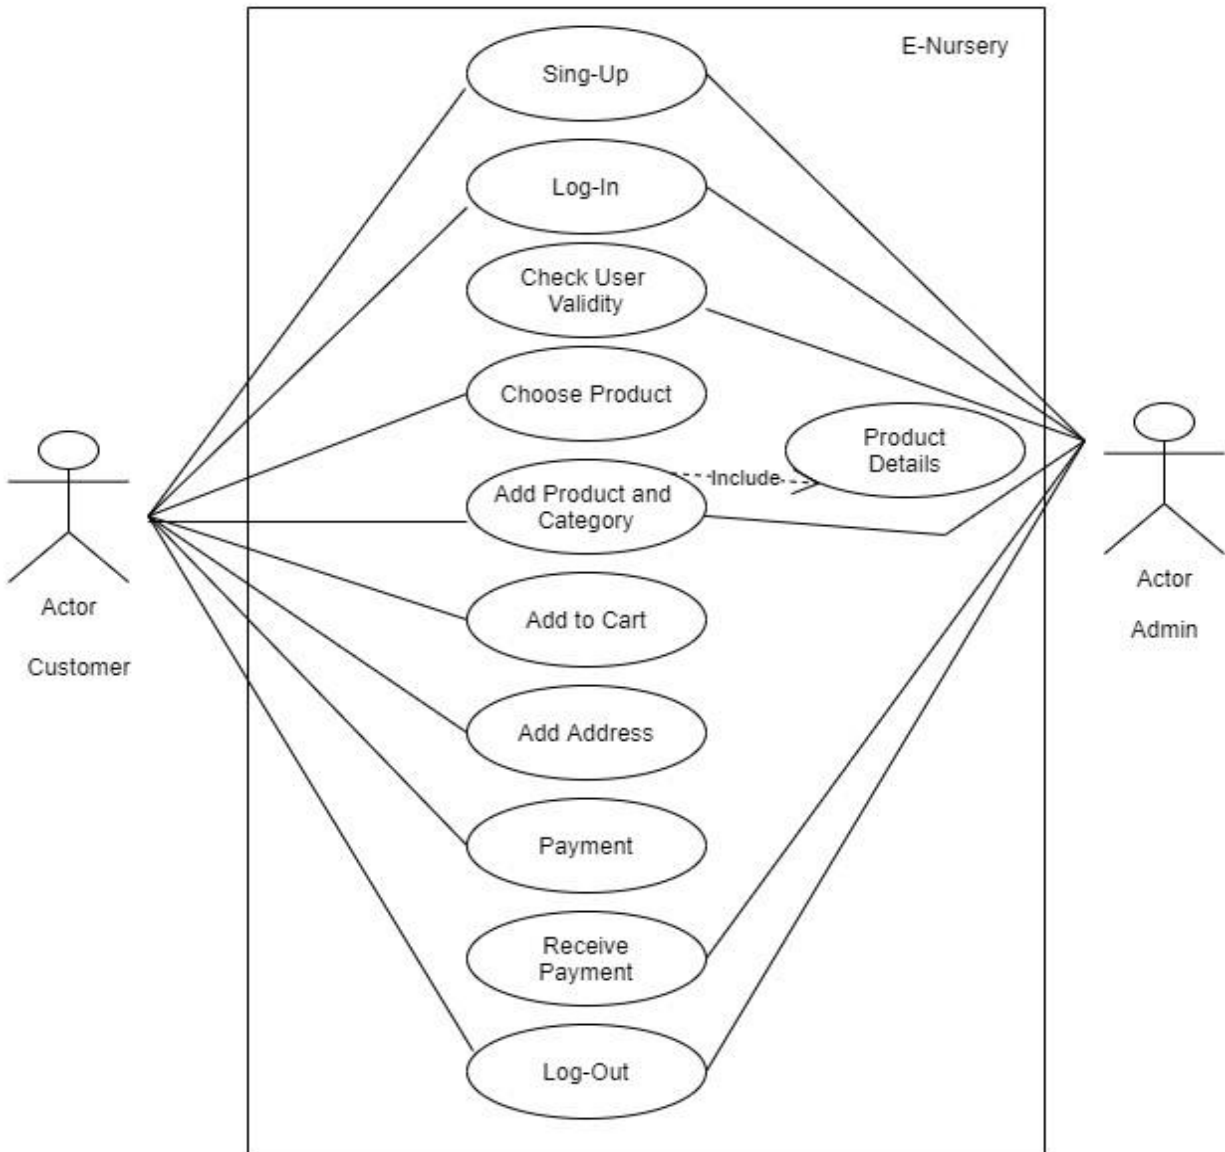 E-Nursery
Sing-Up
Log-In
Check User
Validity
Choose Product
Product
Details
Include
Add Product and
Category
Add to Cart
Actor
Customer
Actor
Admin
Add Address
Payment
Receive
Payment
Log-Out